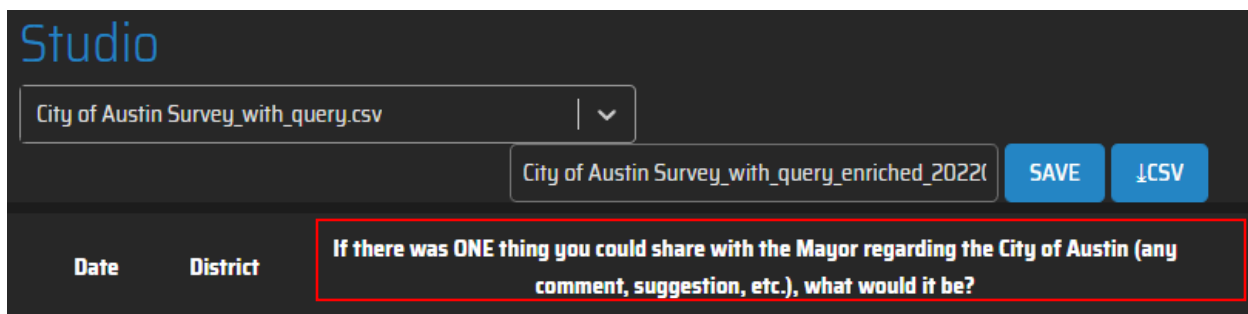 Studio
City of Austin Survey_with_query.csv
City of Austin Survey_with_query_enriched_2022( SAVE ⤓CSV
Date District If there was ONE thing you could share with the Mayor regarding the City of Austin (any
comment, suggestion, etc.), what would it be?